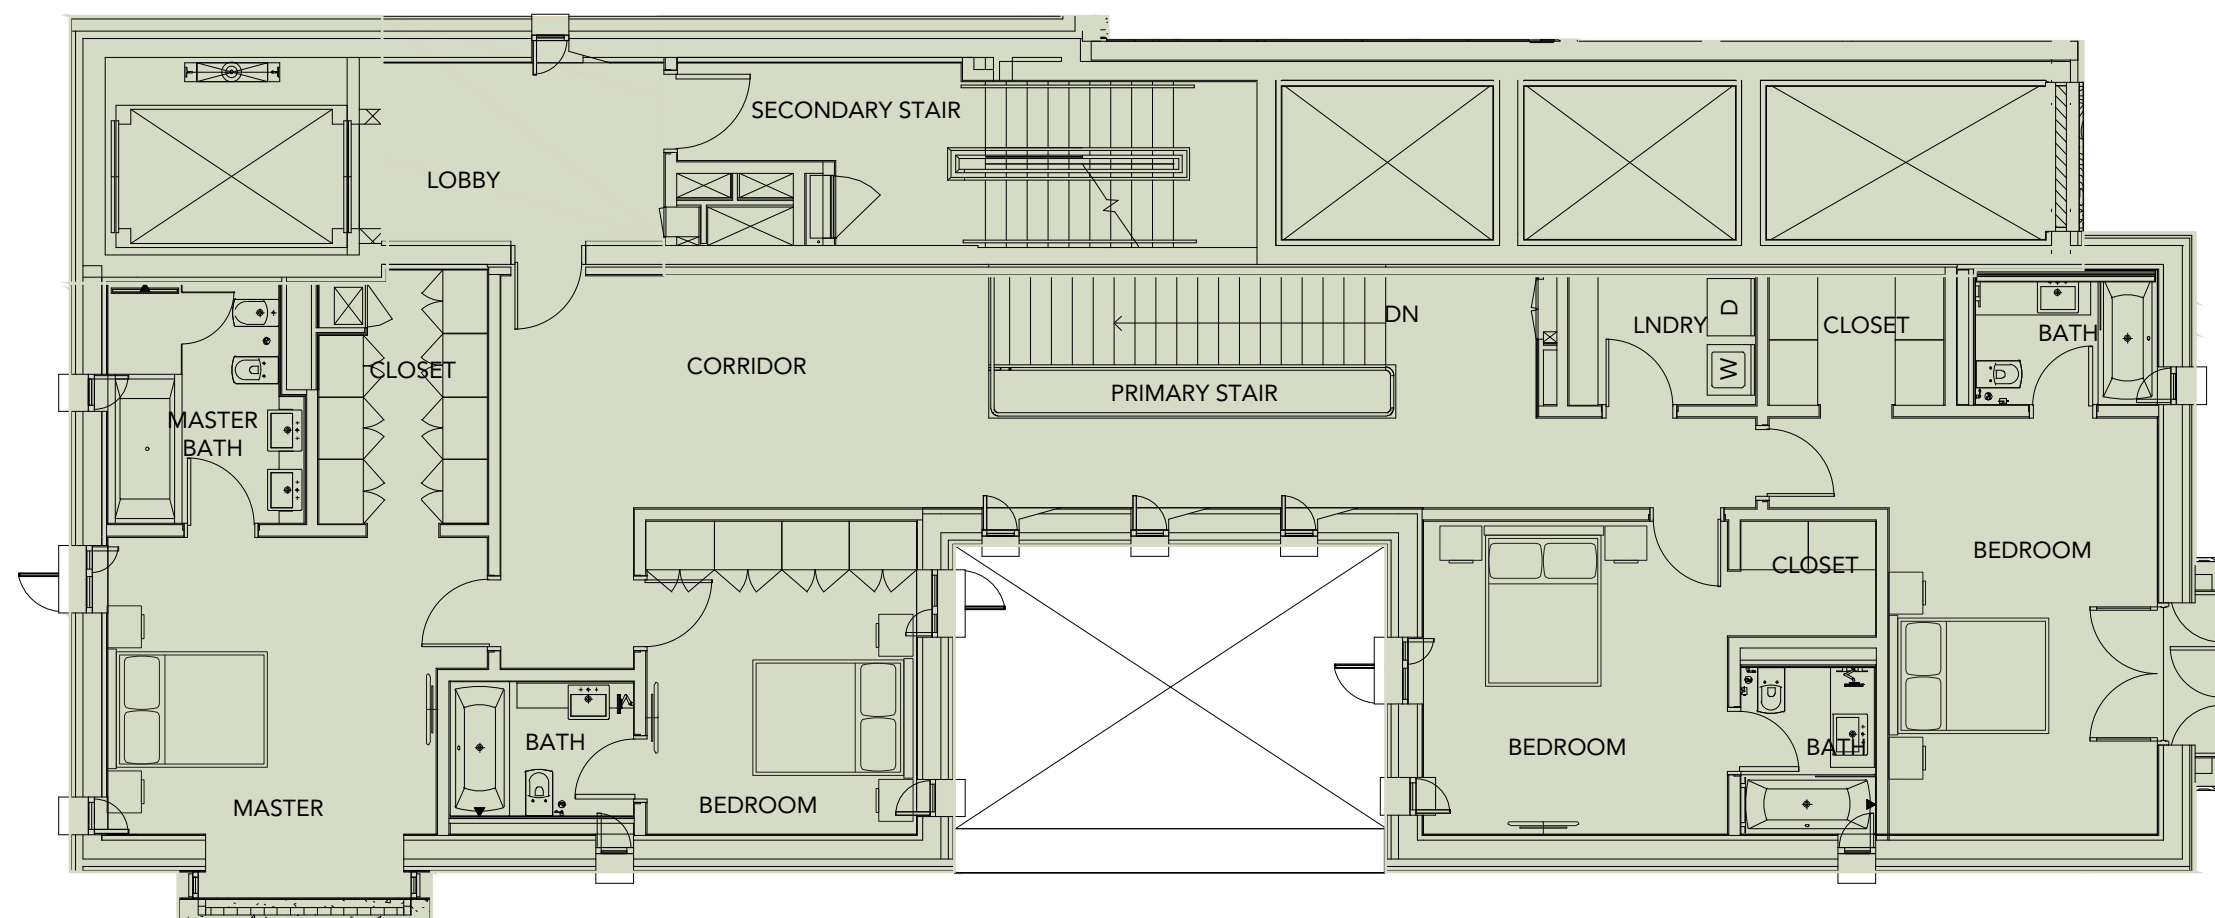 SECONDARY STAIR
LOBBY
D
DN
LNDRY
CLOSET
BATH
CORRIDOR
CLOSET
W
PRIMARY STAIR
MASTER
BATH
BEDROOM
CLOSET
BATH
BEDROOM
BATH
MASTER
BEDROOM